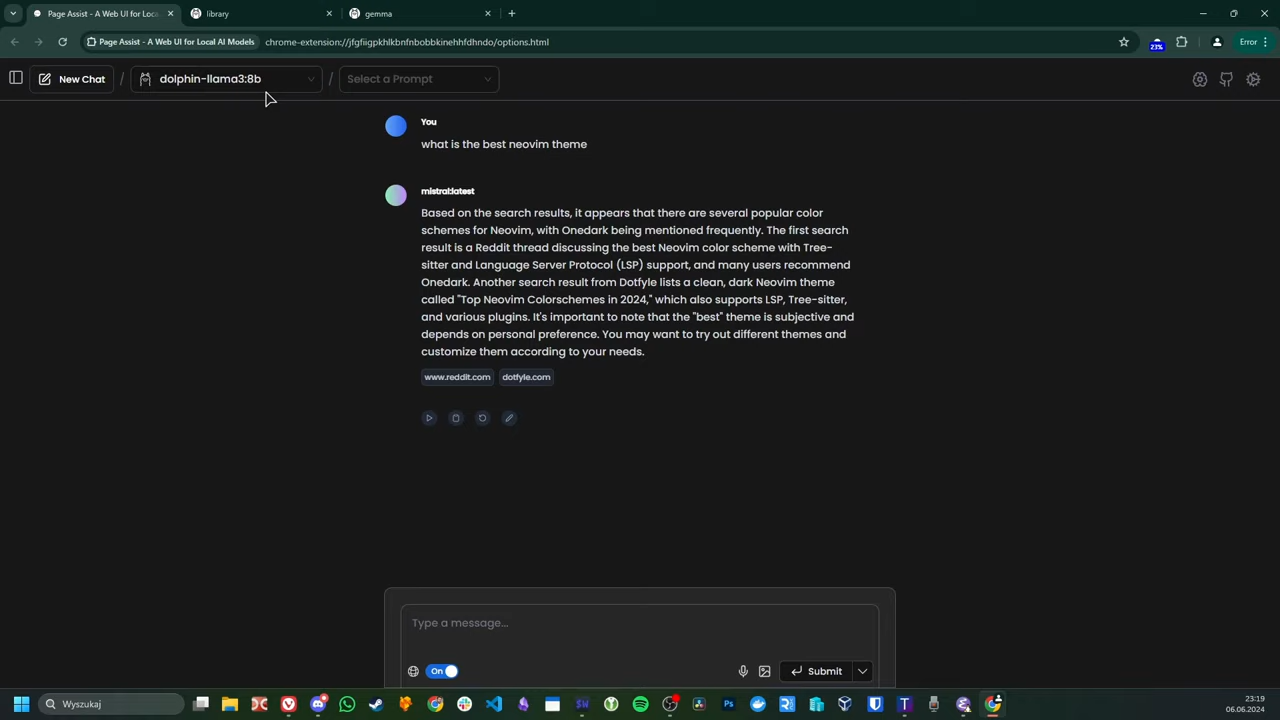 Page Assist - A Web UI for Loca
library
gemma
Page Assist - A Web UI for Local AI Models
chrome-extension://jfgfiigpkhlkbnfnbobbkinehhfdhndo/options.html
23%
Error
New Chat / dolphin-llama3:8b / Select a Prompt
You
what is the best neovim theme
mistral:latest
Based on the search results, it appears that there are several popular color
schemes for Neovim, with Onedark being mentioned frequently. The first search
result is a Reddit thread discussing the best Neovim color scheme with Tree-
sitter and Language Server Protocol (LSP) support, and many users recommend
Onedark. Another search result from Dotfyle lists a clean, dark Neovim theme
called "Top Neovim Colorschemes in 2024," which also supports LSP, Tree-sitter,
and various plugins. It's important to note that the "best" theme is subjective and
depends on personal preference. You may want to try out different themes and
customize them according to your needs.
www.reddit.com dotfyle.com
Type a message...
On
Submit
Wyszukaj
23:19
06.06.2024